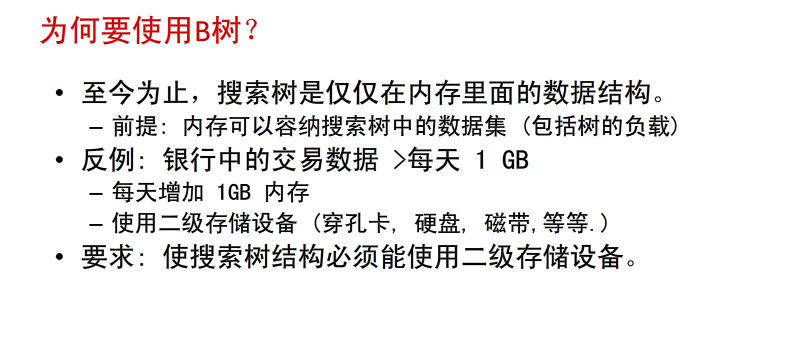 为何要使用B树？
• 至今为止，搜索树是仅仅在内存里面的数据结构。
– 前提: 内存可以容纳搜索树中的数据集 (包括树的负载)
• 反例: 银行中的交易数据 >每天 1 GB
– 每天增加 1GB 内存
– 使用二级存储设备 (穿孔卡, 硬盘, 磁带,等等.)
• 要求: 使搜索树结构必须能使用二级存储设备。